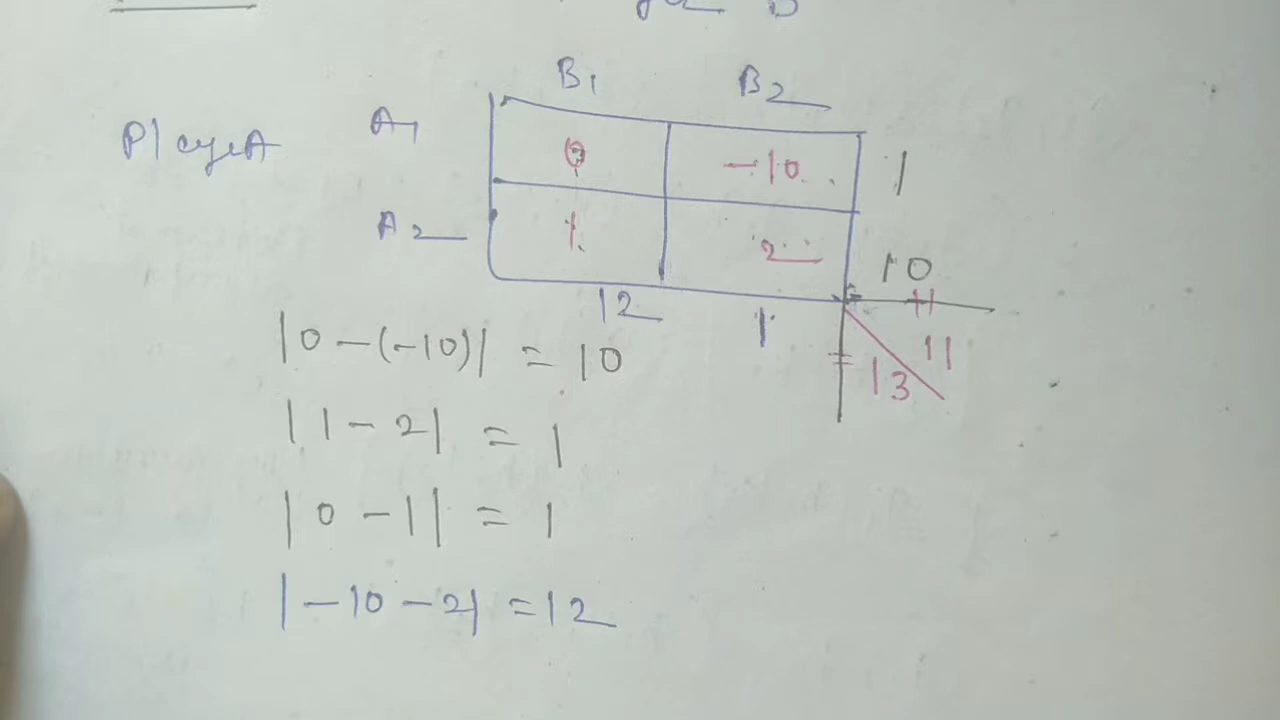 B
B1 B2
Player A
A1 0 -10 1
A2 1 2 10
12 1 11
13 11
|0-(-10)| = 10
|1-2| = 1
|0-1| = 1
|-10-2| = 12